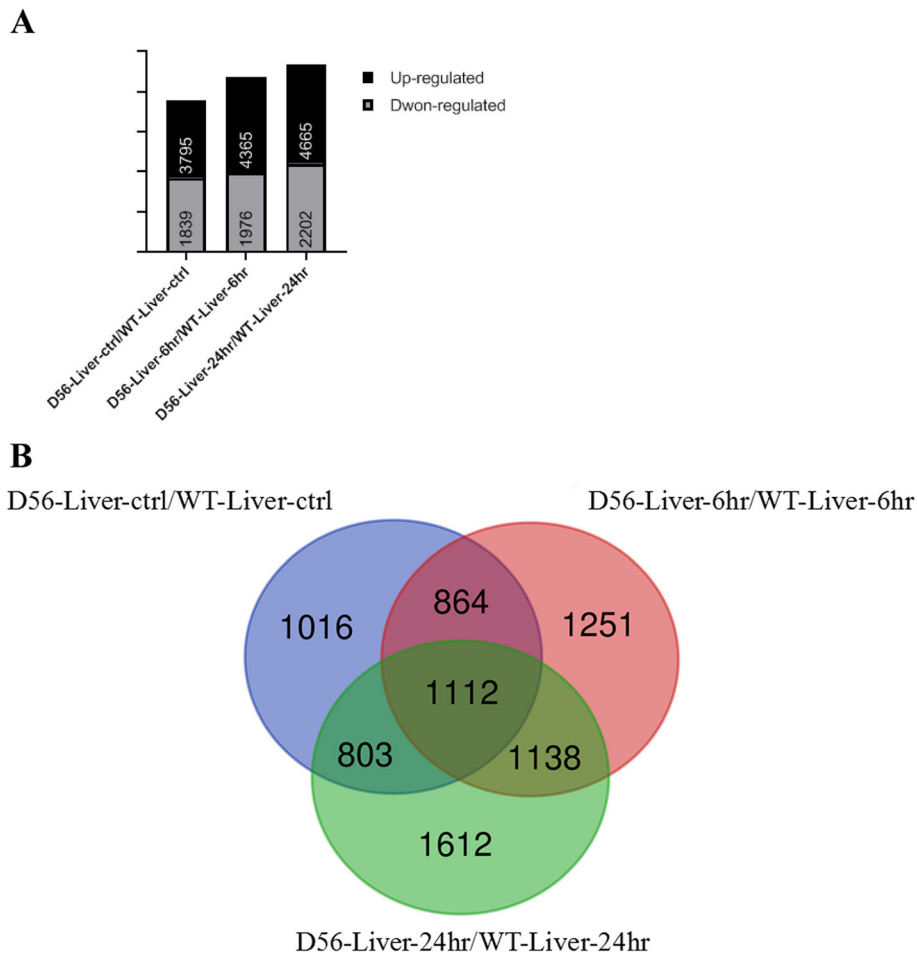 A
Up-regulated
Dwon-regulated
3795
4365
4665
1839
1976
2202
D56-Liver-ctrl/WT-Liver-ctrl
D56-Liver-6hr/WT-Liver-6hr
D56-Liver-24hr/WT-Liver-24hr
B
D56-Liver-ctrl/WT-Liver-ctrl
D56-Liver-6hr/WT-Liver-6hr
864
1016
1251
1112
803
1138
1612
D56-Liver-24hr/WT-Liver-24hr